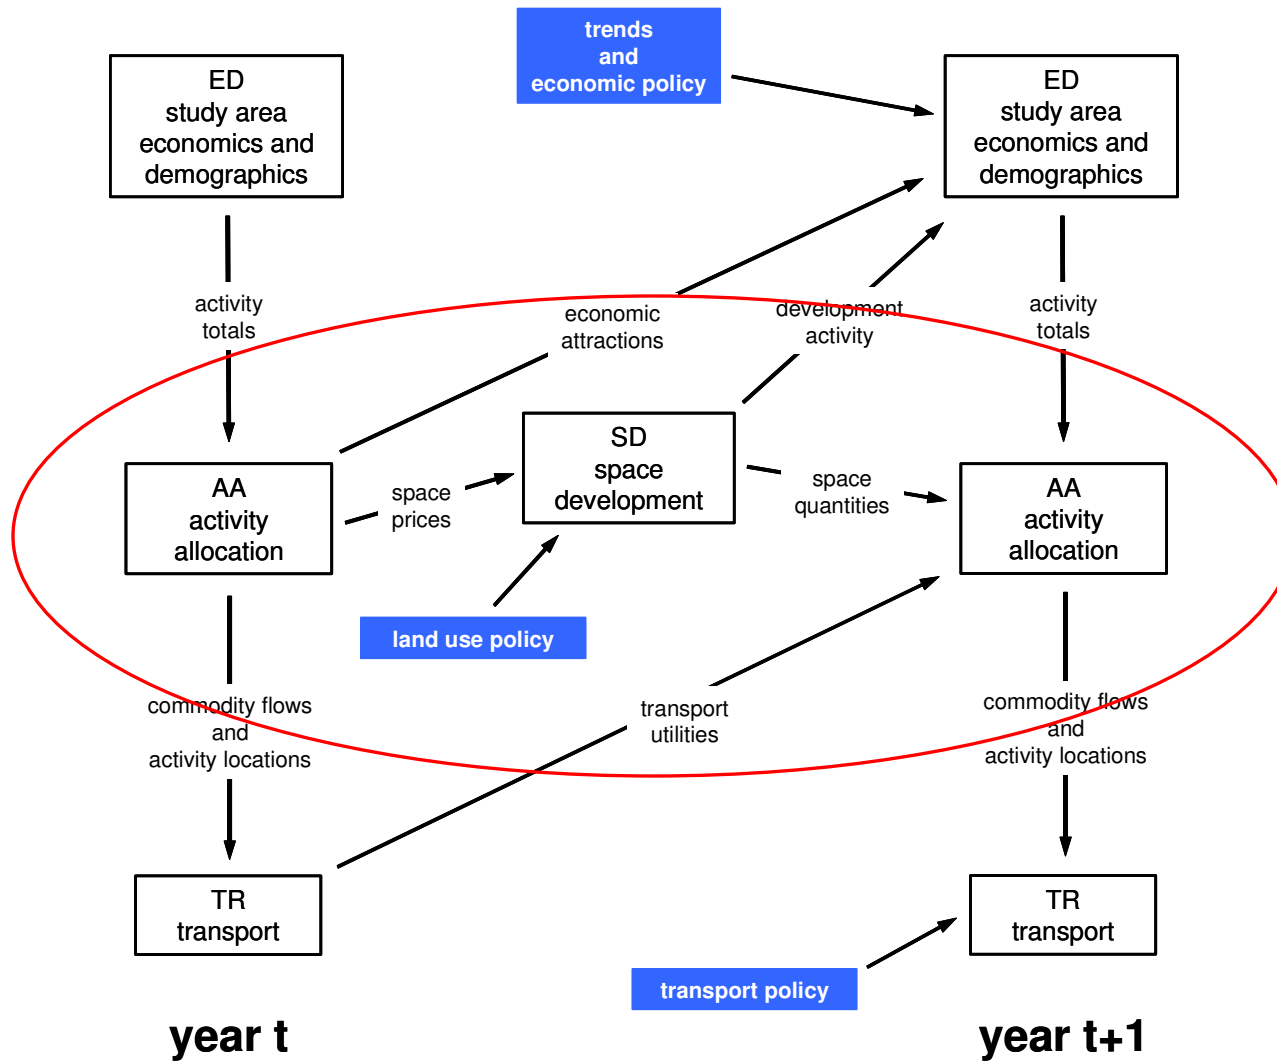 trends
and
economic policy
ED
study area
economics and
demographics
ED
study area
economics and
demographics
activity
totals
economic
attractions
development
activity
activity
totals
AA
activity
allocation
space
prices
SD
space
development
space
quantities
AA
activity
allocation
land use policy
commodity flows
and
activity locations
transport
utilities
commodity flows
and
activity locations
TR
transport
TR
transport
transport policy
year t
year t+1